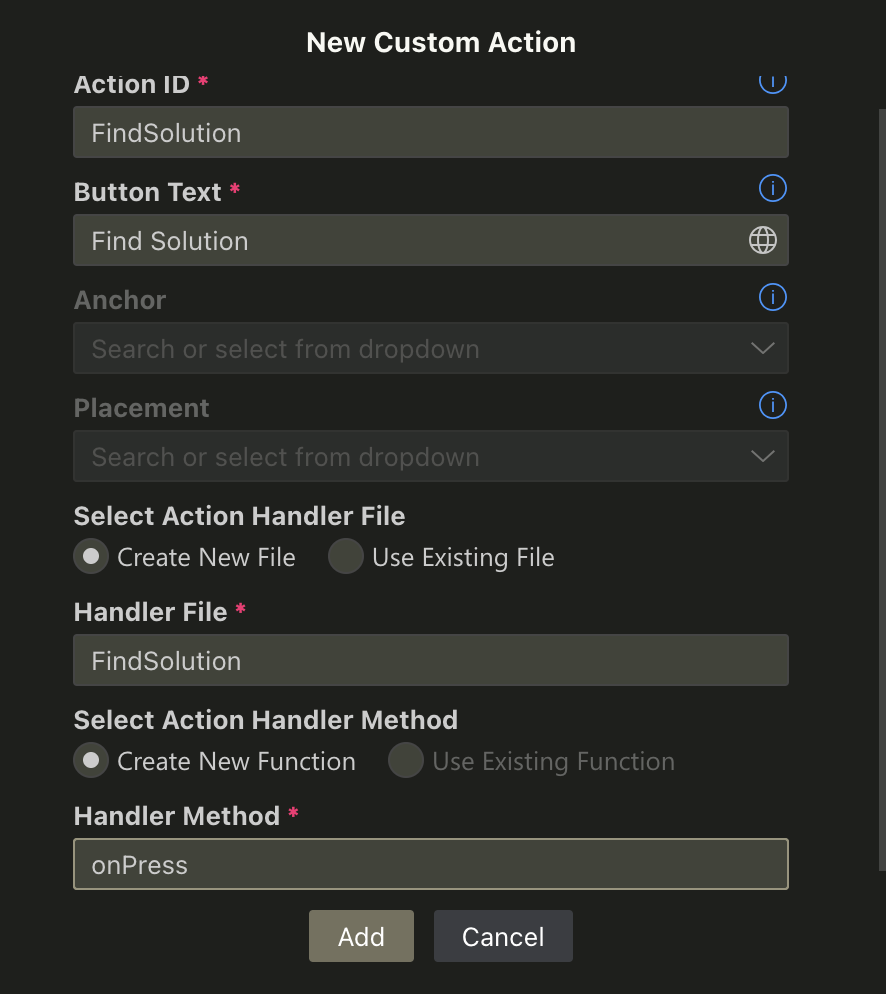 New Custom Action
Action ID *
FindSolution
Button Text *
Find Solution
Anchor
Search or select from dropdown
Placement
Search or select from dropdown
Select Action Handler File
Create New File Use Existing File
Handler File *
FindSolution
Select Action Handler Method
Create New Function Use Existing Function
Handler Method *
onPress
Add Cancel